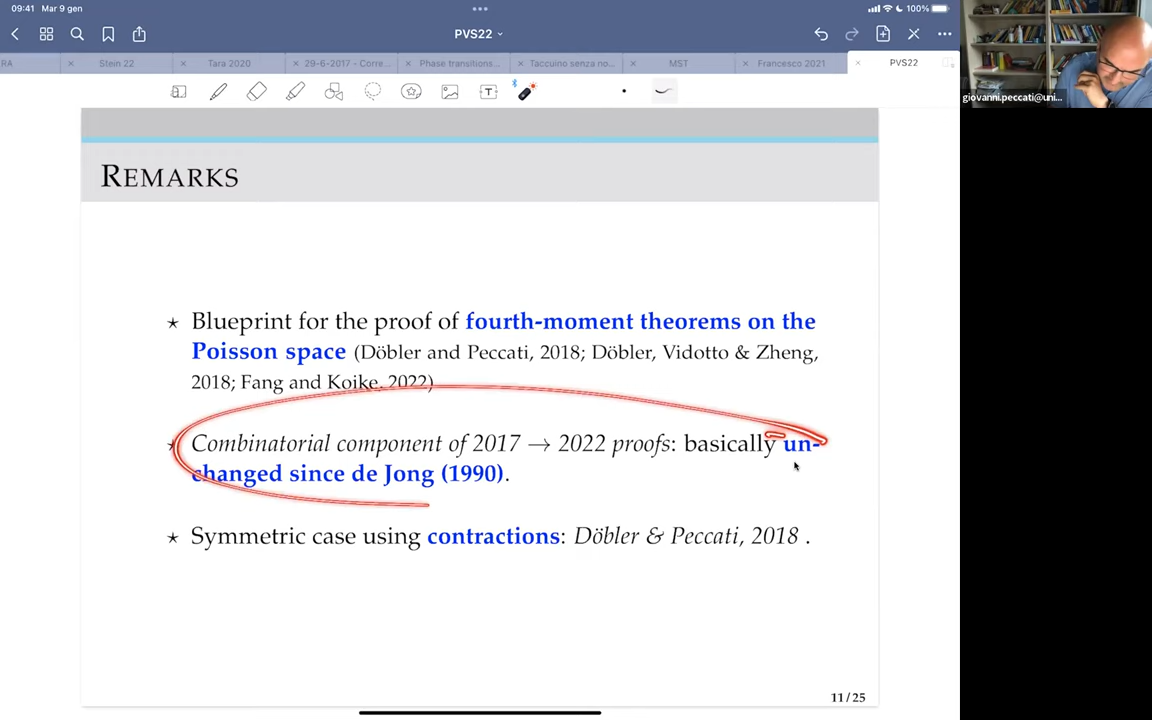 09:41 Mar 9 gen
100%
PVS22
RA
Stein 22
Tara 2020
29-6-2017 - Corre...
Phase transitions...
Taccuino senza no...
MST
Francesco 2021
PVS22
giovanni.peccati@uni...
REMARKS
⋆ Blueprint for the proof of fourth-moment theorems on the
Poisson space (Döbler and Peccati, 2018; Döbler, Vidotto & Zheng,
2018; Fang and Koike, 2022)
⋆ Combinatorial component of 2017 → 2022 proofs: basically un-
changed since de Jong (1990).
⋆ Symmetric case using contractions: Döbler & Peccati, 2018 .
11/25